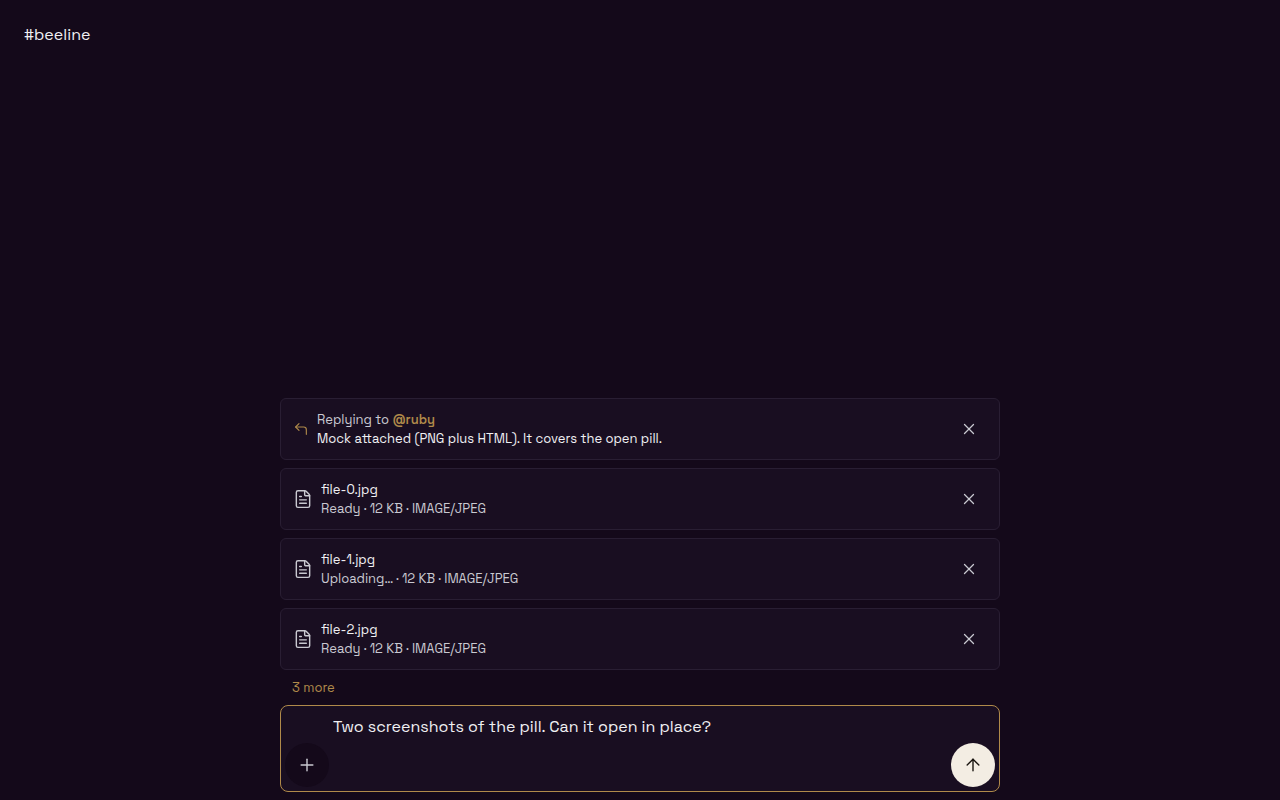 #beeline
Replying to @ruby
Mock attached (PNG plus HTML). It covers the open pill.
file-0.jpg
Ready · 12 KB · IMAGE/JPEG
file-1.jpg
Uploading… · 12 KB · IMAGE/JPEG
file-2.jpg
Ready · 12 KB · IMAGE/JPEG
3 more
Two screenshots of the pill. Can it open in place?